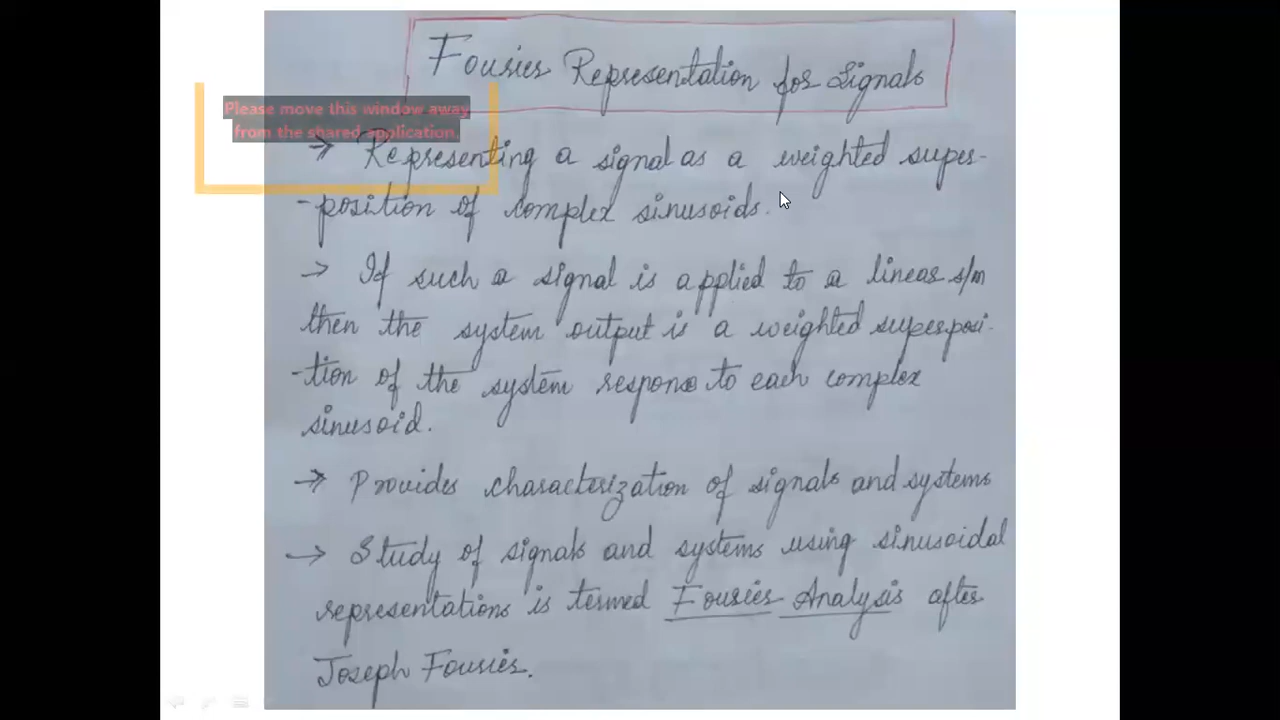 Fourier Representation for Signals
Please move this window away
from the shared application.
→ Representing a signal as a weighted super-
-position of complex sinusoids.
→ If such a signal is applied to a linear s/m
then the system output is a weighted superposi-
-tion of the system response to each complex
sinusoid.
→ Provides characterization of signals and systems
→ Study of signals and systems using sinusoidal
representations is termed Fourier Analysis after
Joseph Fourier.